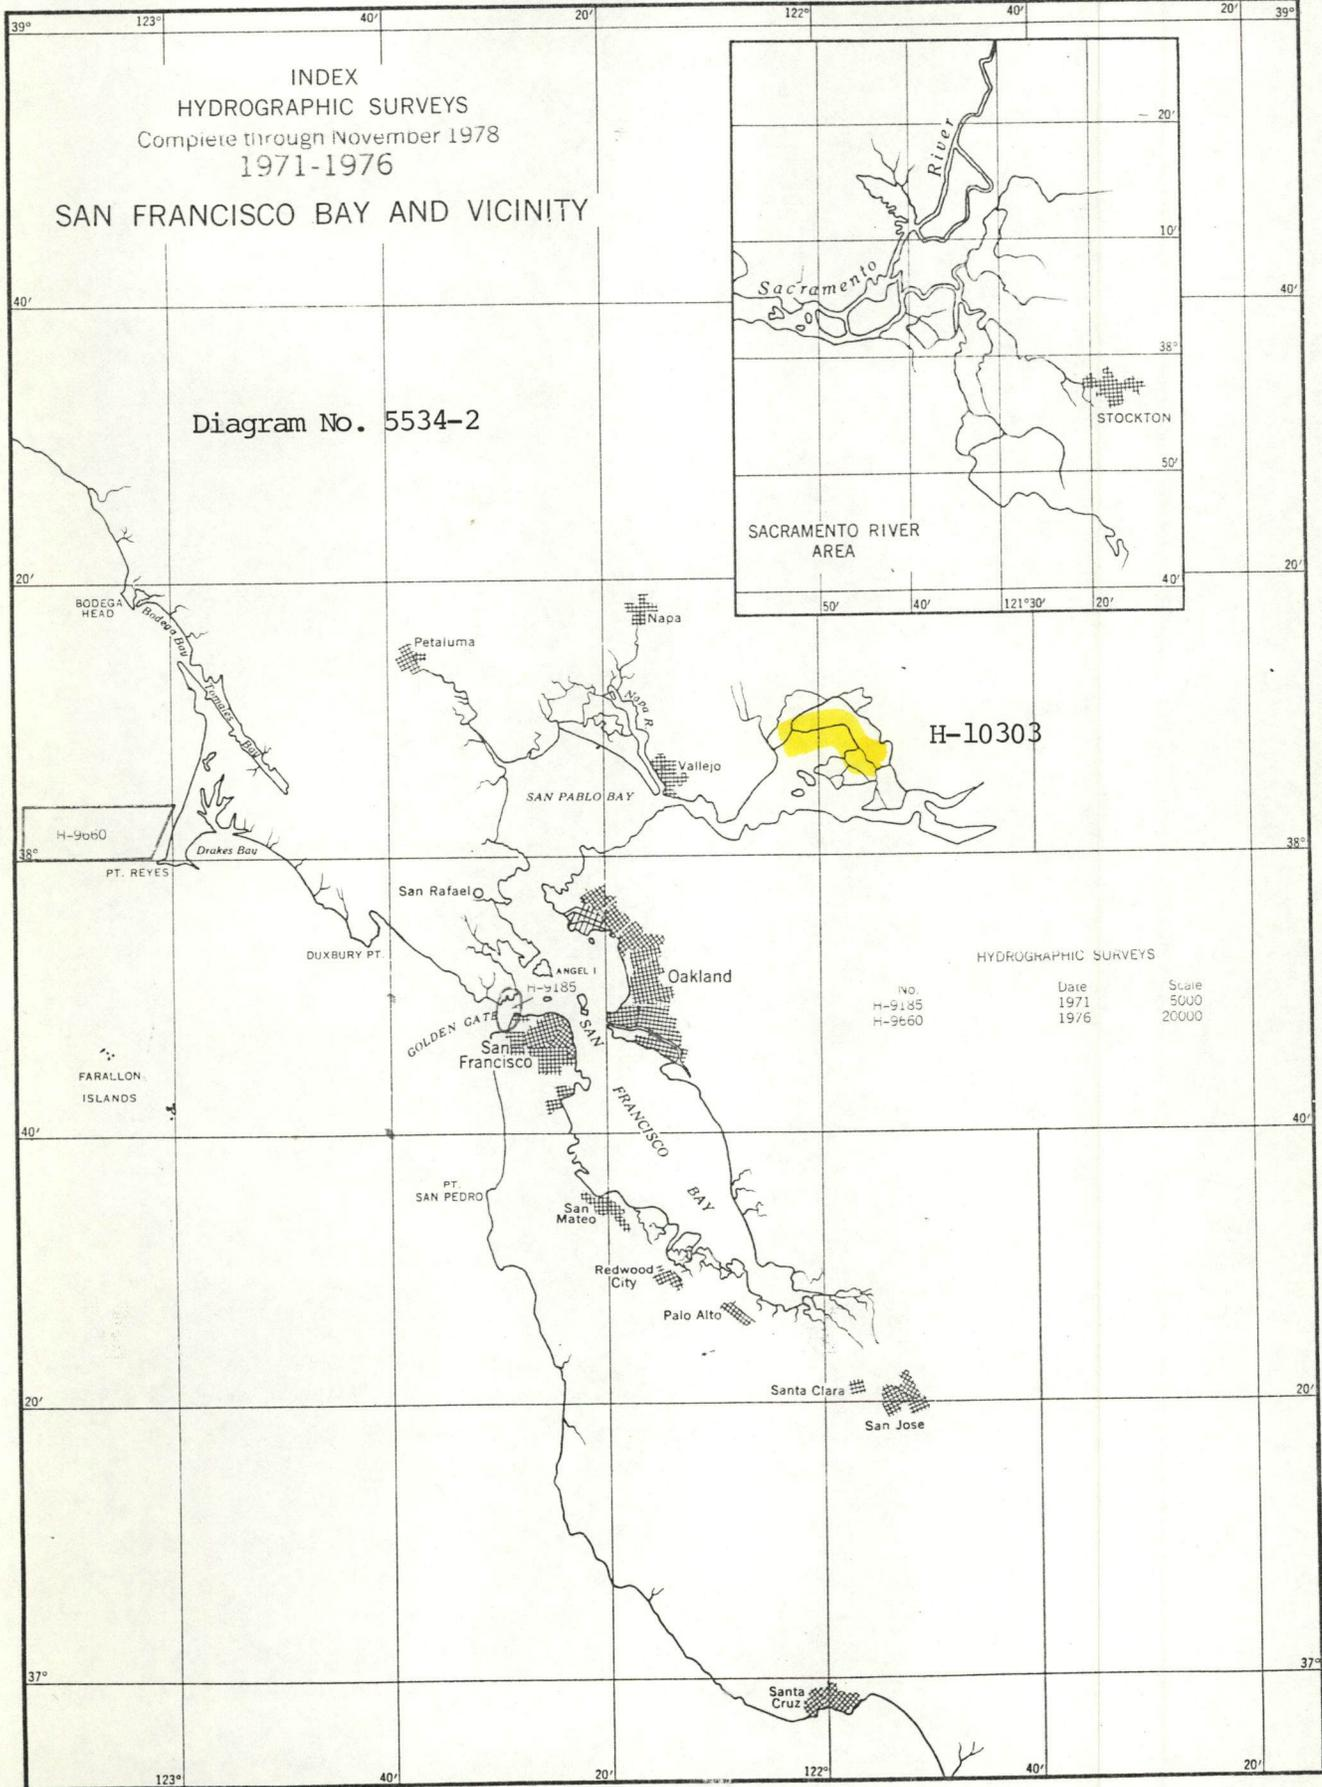 123°
40'
20'
122°
40'
20'
39°
39°
INDEX
HYDROGRAPHIC SURVEYS
Complete through November 1978
1971-1976
SAN FRANCISCO BAY AND VICINITY
River
Sacramento
20'
10'
38°
STOCKTON
50'
SACRAMENTO RIVER
AREA
40'
50'
40'
121°30'
20'
40'
40'
Diagram No. 5534-2
20'
20'
BODEGA
HEAD
Bodega Bay
Tomales
Bay
Petaluma
Napa
Napa R.
Vallejo
SAN PABLO BAY
H-10303
H-9660
38°
38°
PT. REYES
Drakes Bay
San Rafael
DUXBURY PT.
ANGEL I
H-9185
Oakland
GOLDEN GATE
San
Francisco
SAN
FRANCISCO
BAY
HYDROGRAPHIC SURVEYS
No. Date Scale
H-9185 1971 5000
H-9660 1976 20000
FARALLON
ISLANDS
40'
40'
PT.
SAN PEDRO
San
Mateo
Redwood
City
Palo Alto
Santa Clara
San Jose
20'
20'
37°
37°
Santa
Cruz
123°
40'
20'
122°
40'
20'